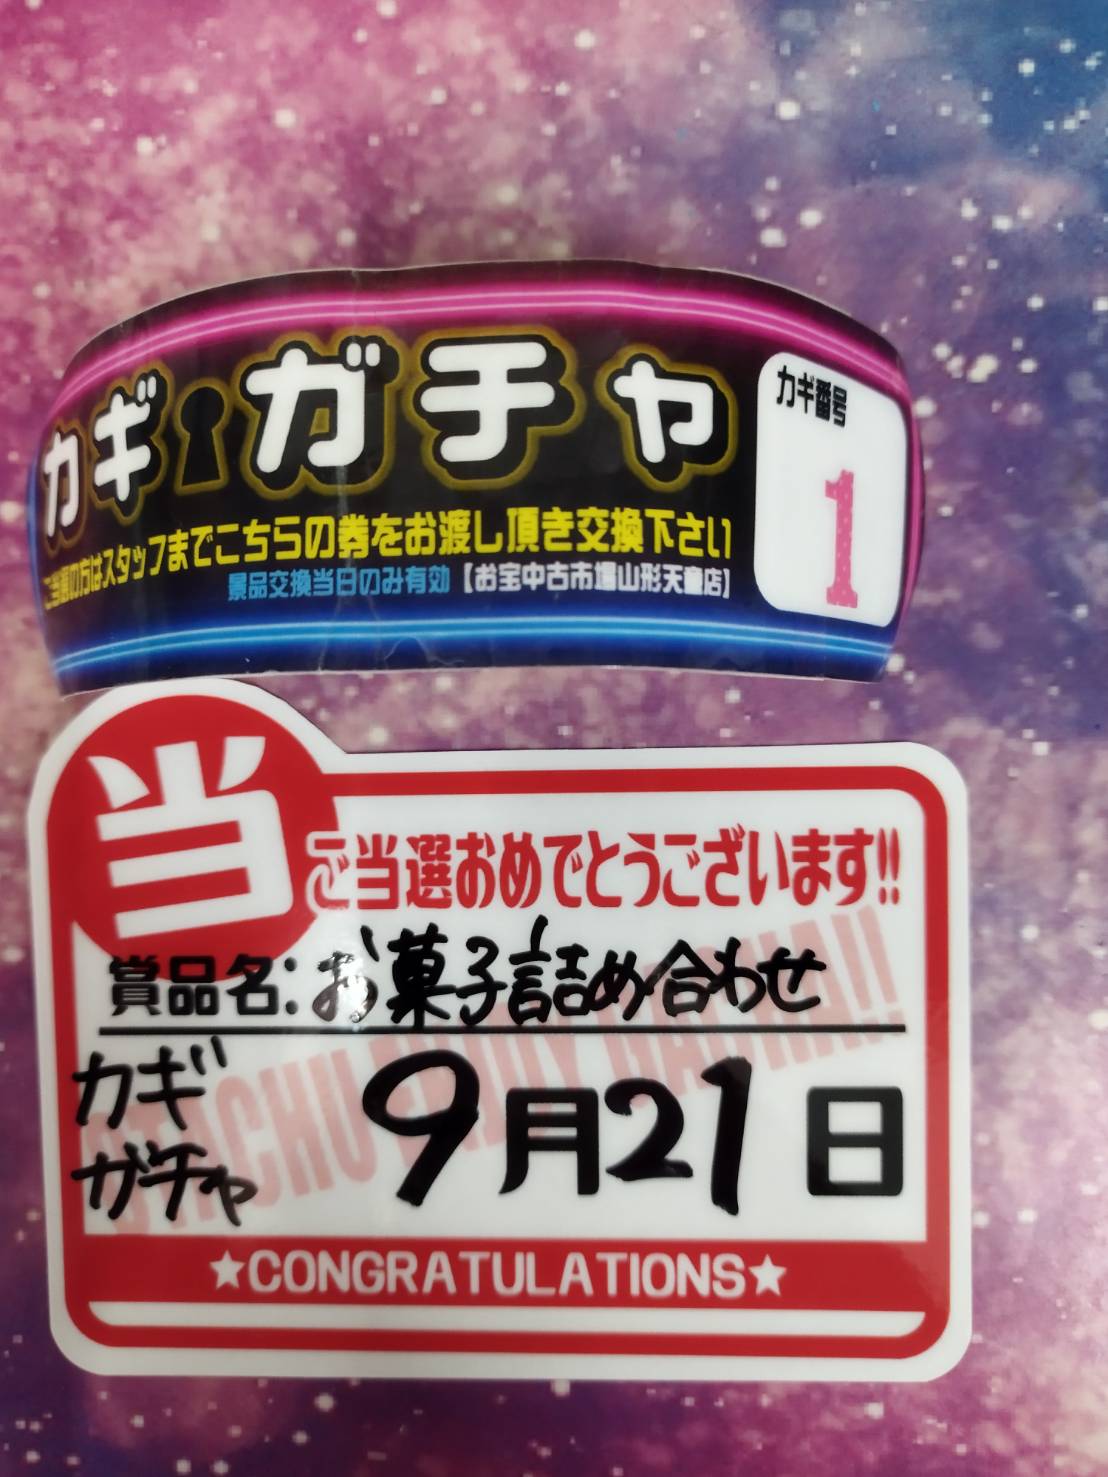 カギガチャ
カギ番号
1
ご当選の方はスタッフまでこちらの券をお渡し頂き交換下さい
景品交換当日のみ有効【お宝中古市場山形天童店】
当
ご当選おめでとうございます!!
賞品名:お菓子詰め合わせ
カギ
ガチャ
9月21日
★CONGRATULATIONS★